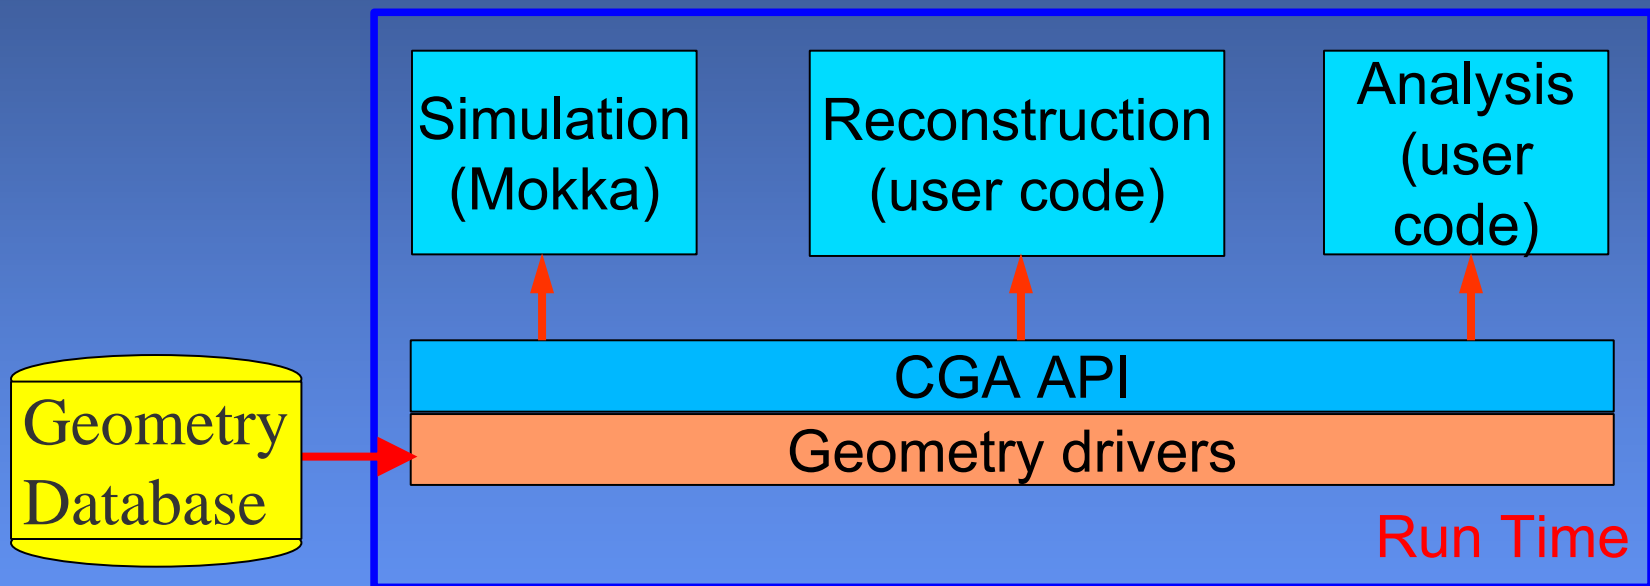 Simulation
(Mokka)
Reconstruction
(user code)
Analysis
(user
code)
CGA API
Geometry drivers
Geometry
Database
Run Time